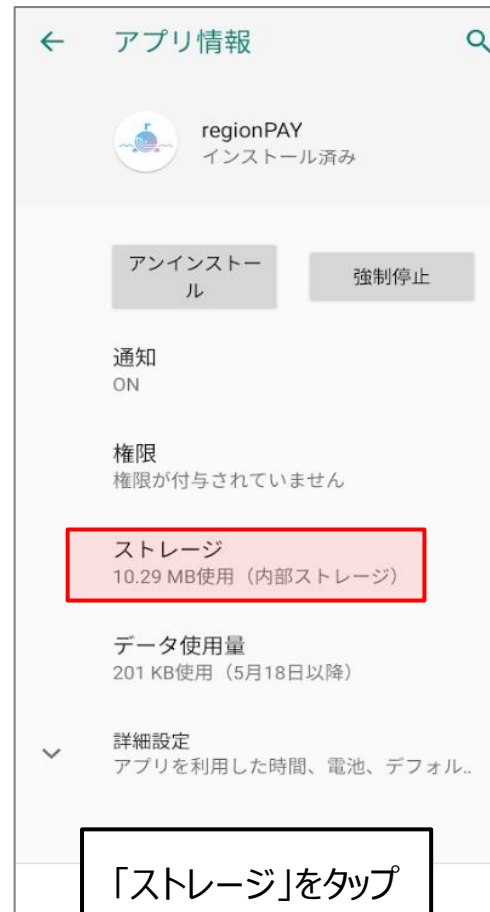 アプリ情報
regionPAY
インストール済み
アンインストー
ル
強制停止
通知
ON
権限
権限が付与されていません
ストレージ
10.29 MB使用（内部ストレージ）
データ使用量
201 KB使用（5月18日以降）
詳細設定
アプリを利用した時間、電池、デフォル..
「ストレージ」をタップ